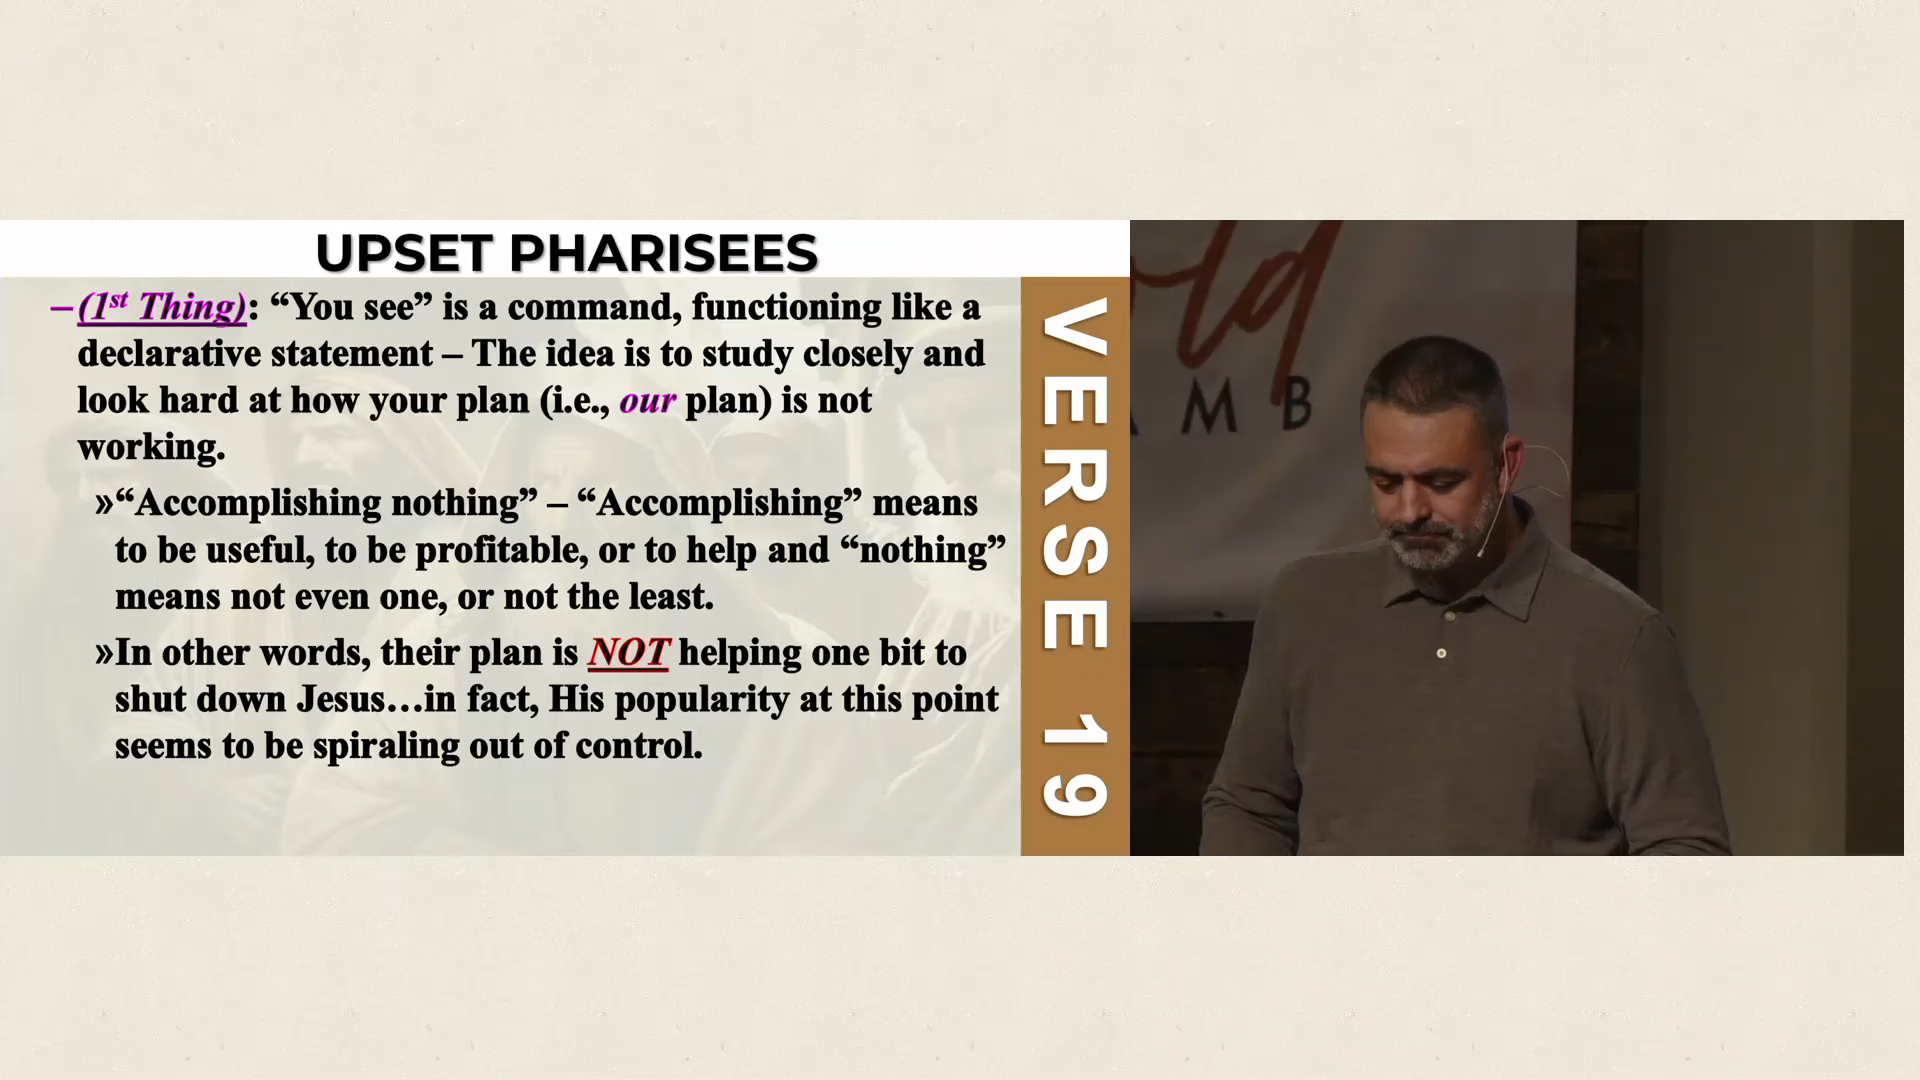 UPSET PHARISEES
–(1st Thing): “You see” is a command, functioning like a
declarative statement – The idea is to study closely and
look hard at how your plan (i.e., our plan) is not
working.
»“Accomplishing nothing” – “Accomplishing” means
to be useful, to be profitable, or to help and “nothing”
means not even one, or not the least.
»In other words, their plan is NOT helping one bit to
shut down Jesus…in fact, His popularity at this point
seems to be spiraling out of control.
VERSE 19